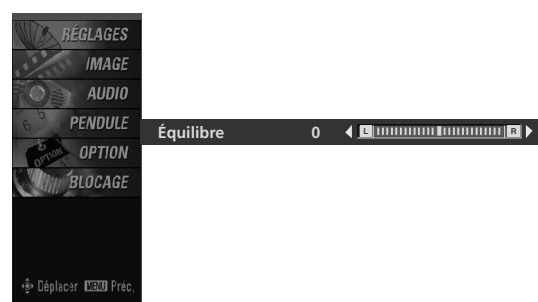 RÉGLAGES
IMAGE
AUDIO
PENDULE
Équilibre 0 L R
OPTION
BLOCAGE
Déplacer MENU Préc.